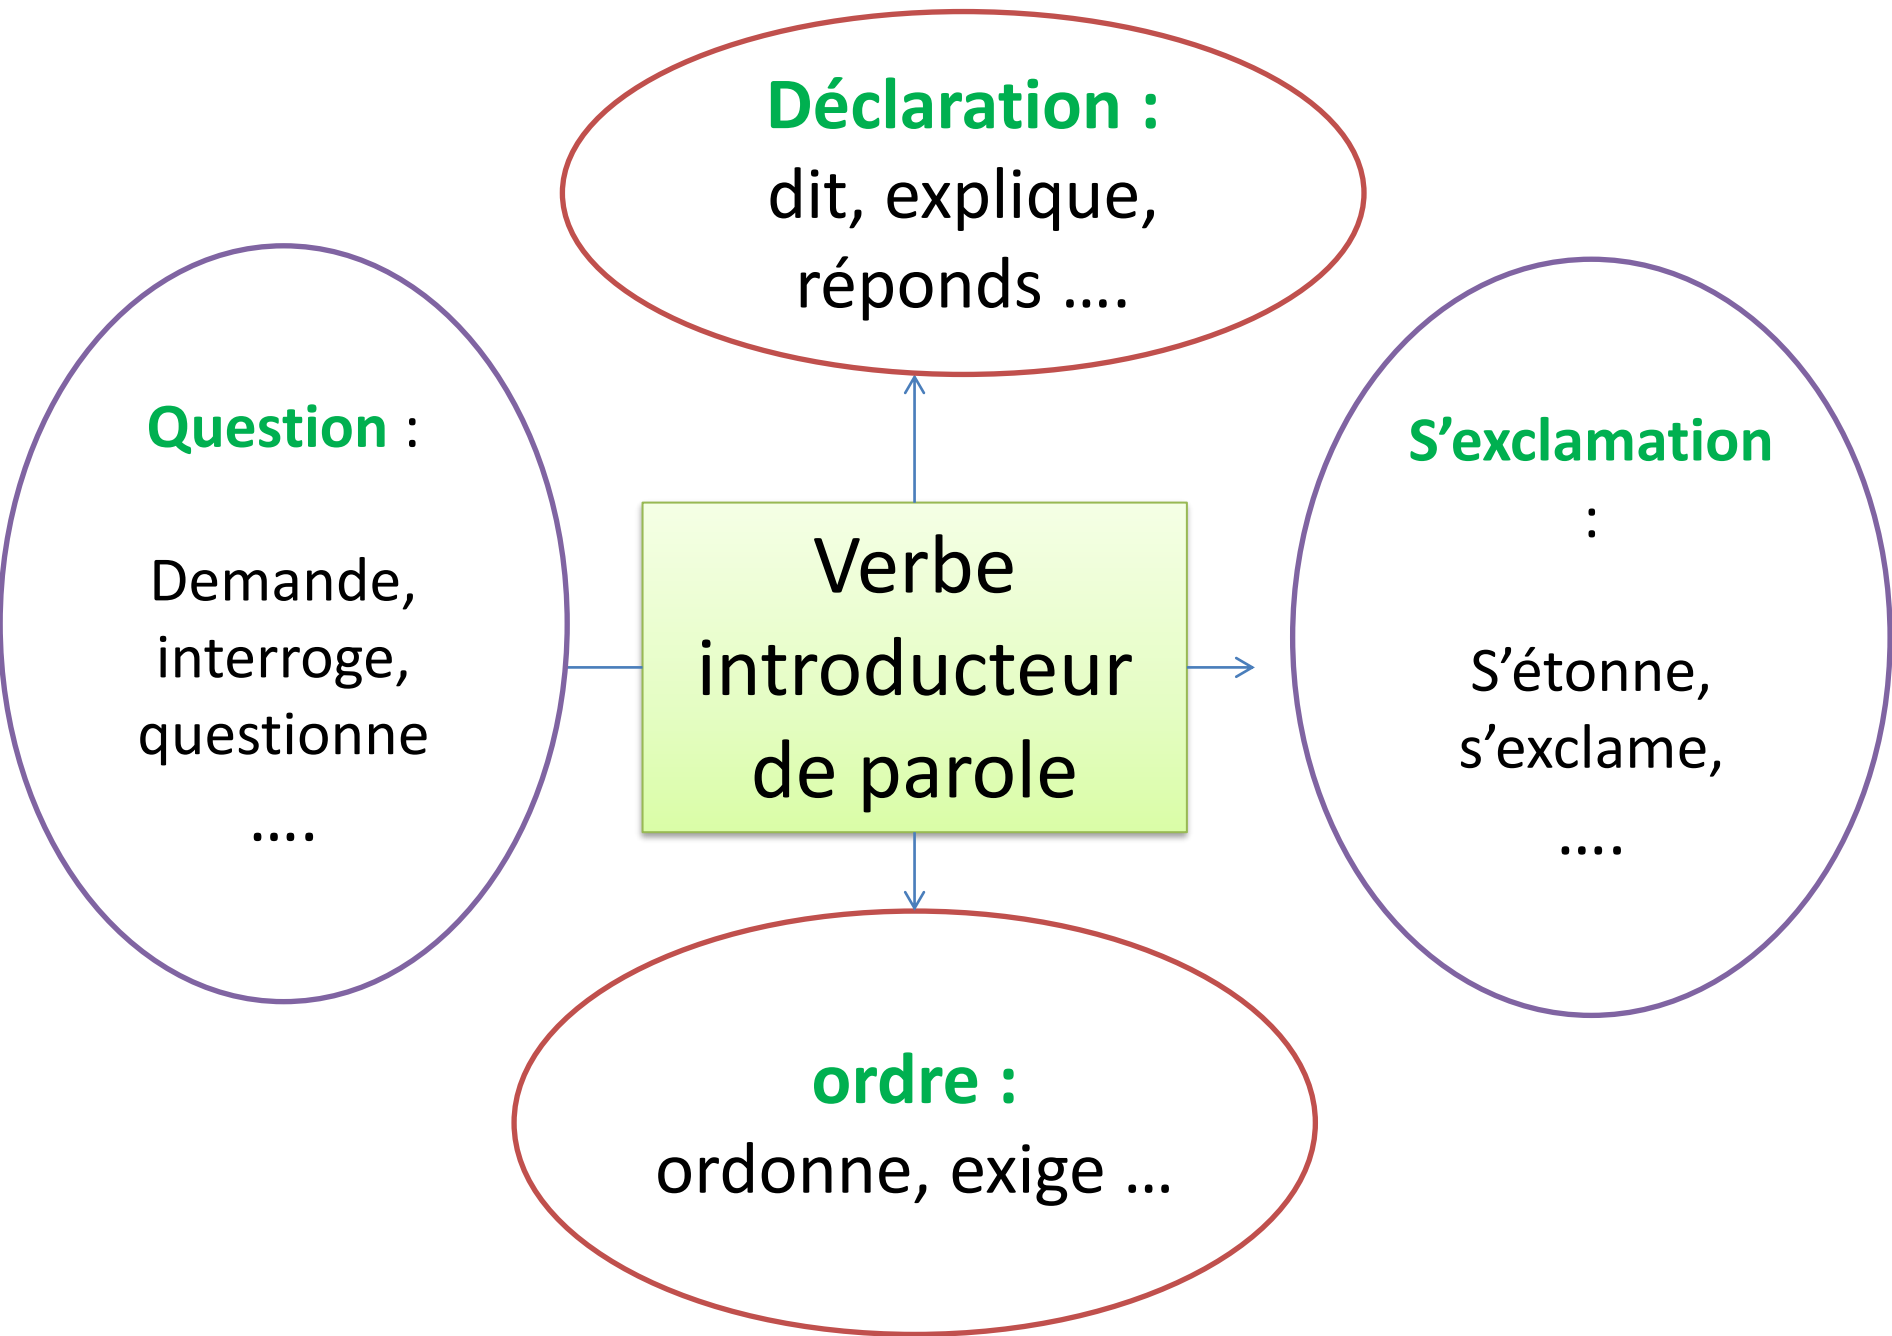 Déclaration :
dit, explique,
réponds ....
Question :
Demande,
interroge,
questionne
....
Verbe
introducteur
de parole
S’exclamation
:
S’étonne,
s’exclame,
....
ordre :
ordonne, exige ...